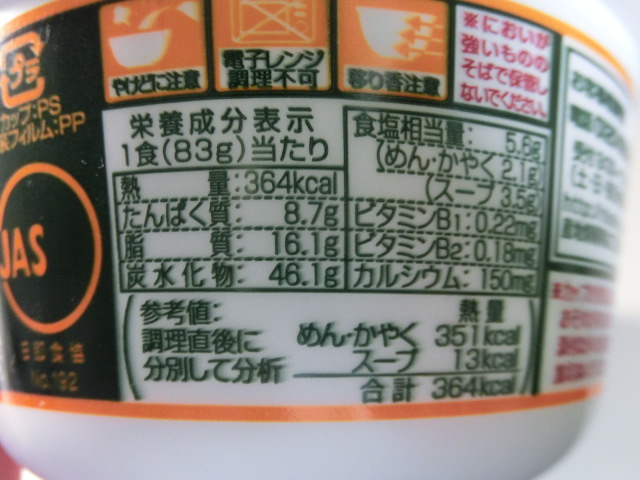 プラ
カップ:PS
フィルム:PP
やけどに注意
電子レンジ
調理不可
移り香注意
※においが
強いものの
そばで保管し
ないでください。
栄養成分表示
1食(83g)当たり
熱量:364kcal
たんぱく質: 8.7g
脂質: 16.1g
炭水化物: 46.1g
食塩相当量: 5.6g
(めん・かやく 2.1g)
(スープ 3.5g)
ビタミンB1:0.22mg
ビタミンB2:0.18mg
カルシウム: 150mg
参考値:
調理直後に
分別して分析
熱量
めん・かやく 351kcal
スープ 13kcal
合計 364kcal
JAS
No.192